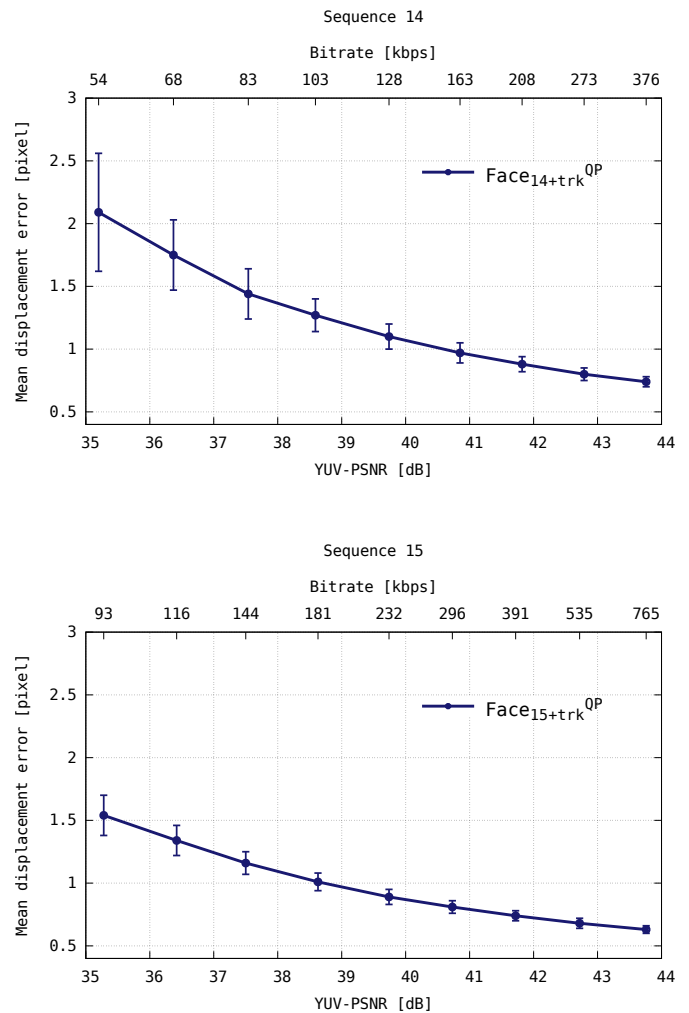 Sequence 14
Bitrate [kbps]
54 68 83 103 128 163 208 273 376
3
2.5
2
1.5
1
0.5
Mean displacement error [pixel]
Face14+trk^QP
35 36 37 38 39 40 41 42 43 44
YUV-PSNR [dB]
Sequence 15
Bitrate [kbps]
93 116 144 181 232 296 391 535 765
3
2.5
2
1.5
1
0.5
Mean displacement error [pixel]
Face15+trk^QP
35 36 37 38 39 40 41 42 43 44
YUV-PSNR [dB]